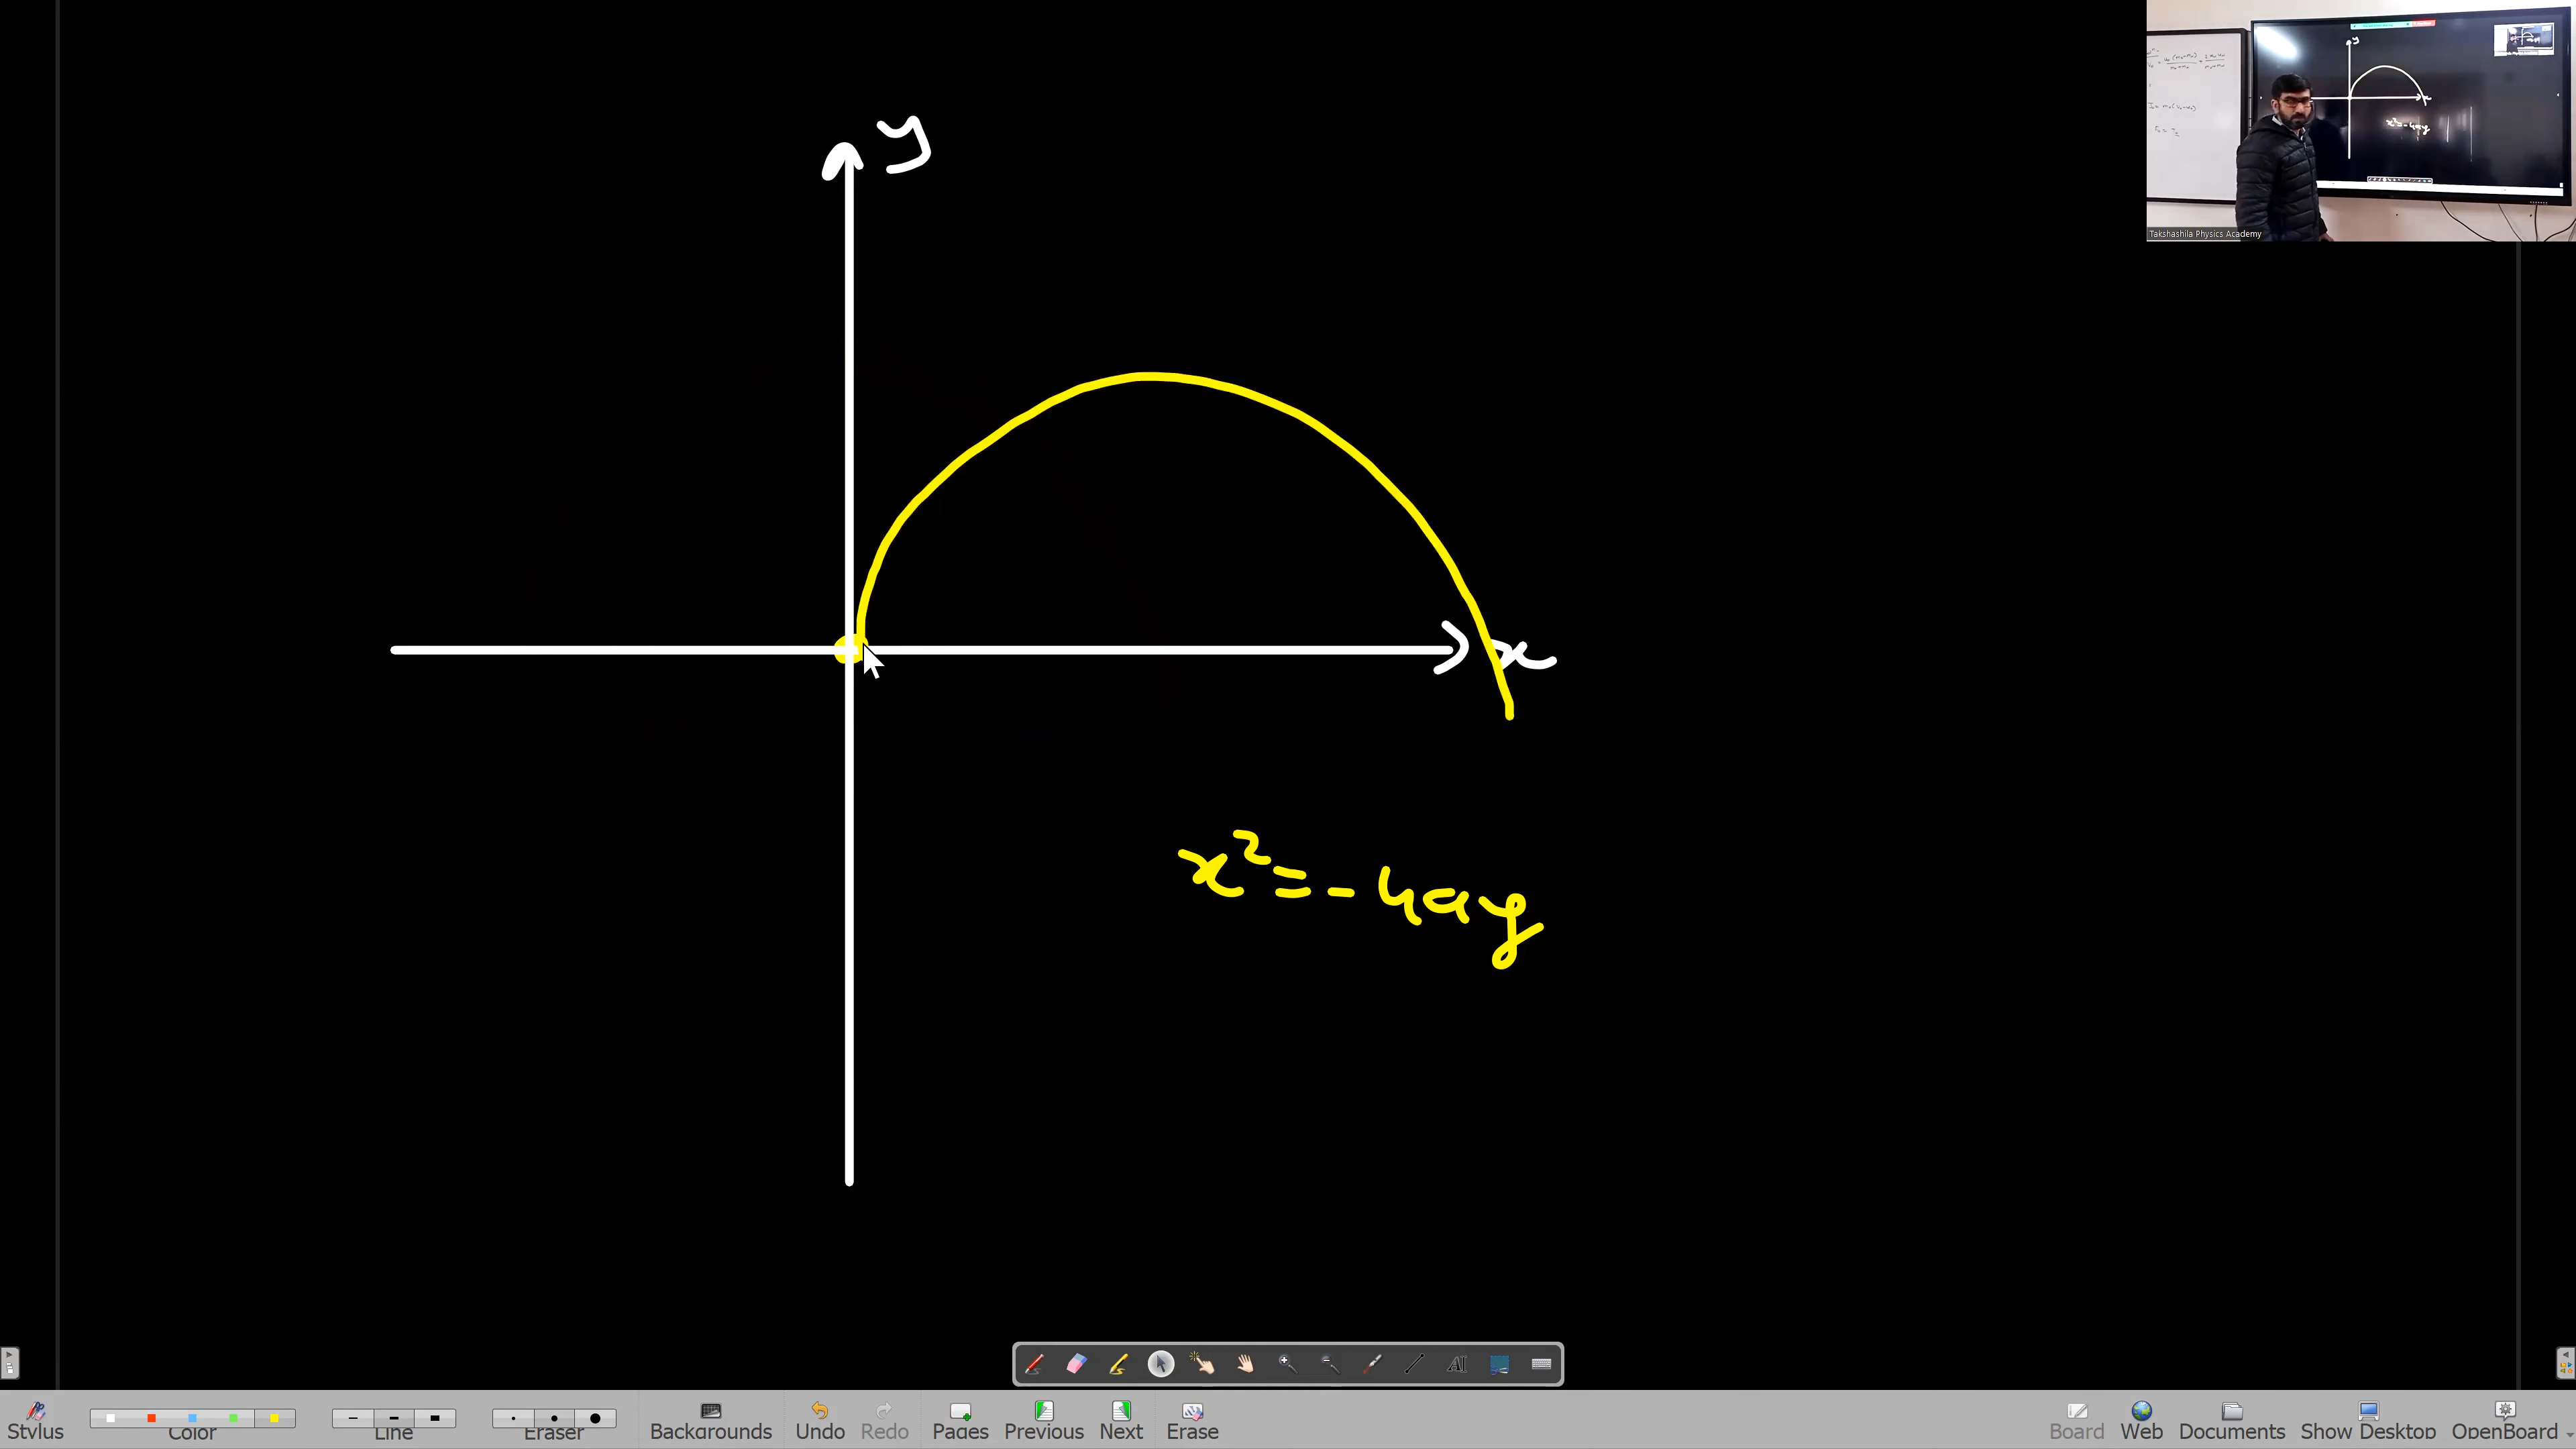 y
x
x² = - 4ay
Takshashila Physics Academy
Stylus Color Line Eraser Backgrounds Undo Redo Pages Previous Next Erase Board Web Documents Show Desktop OpenBoard